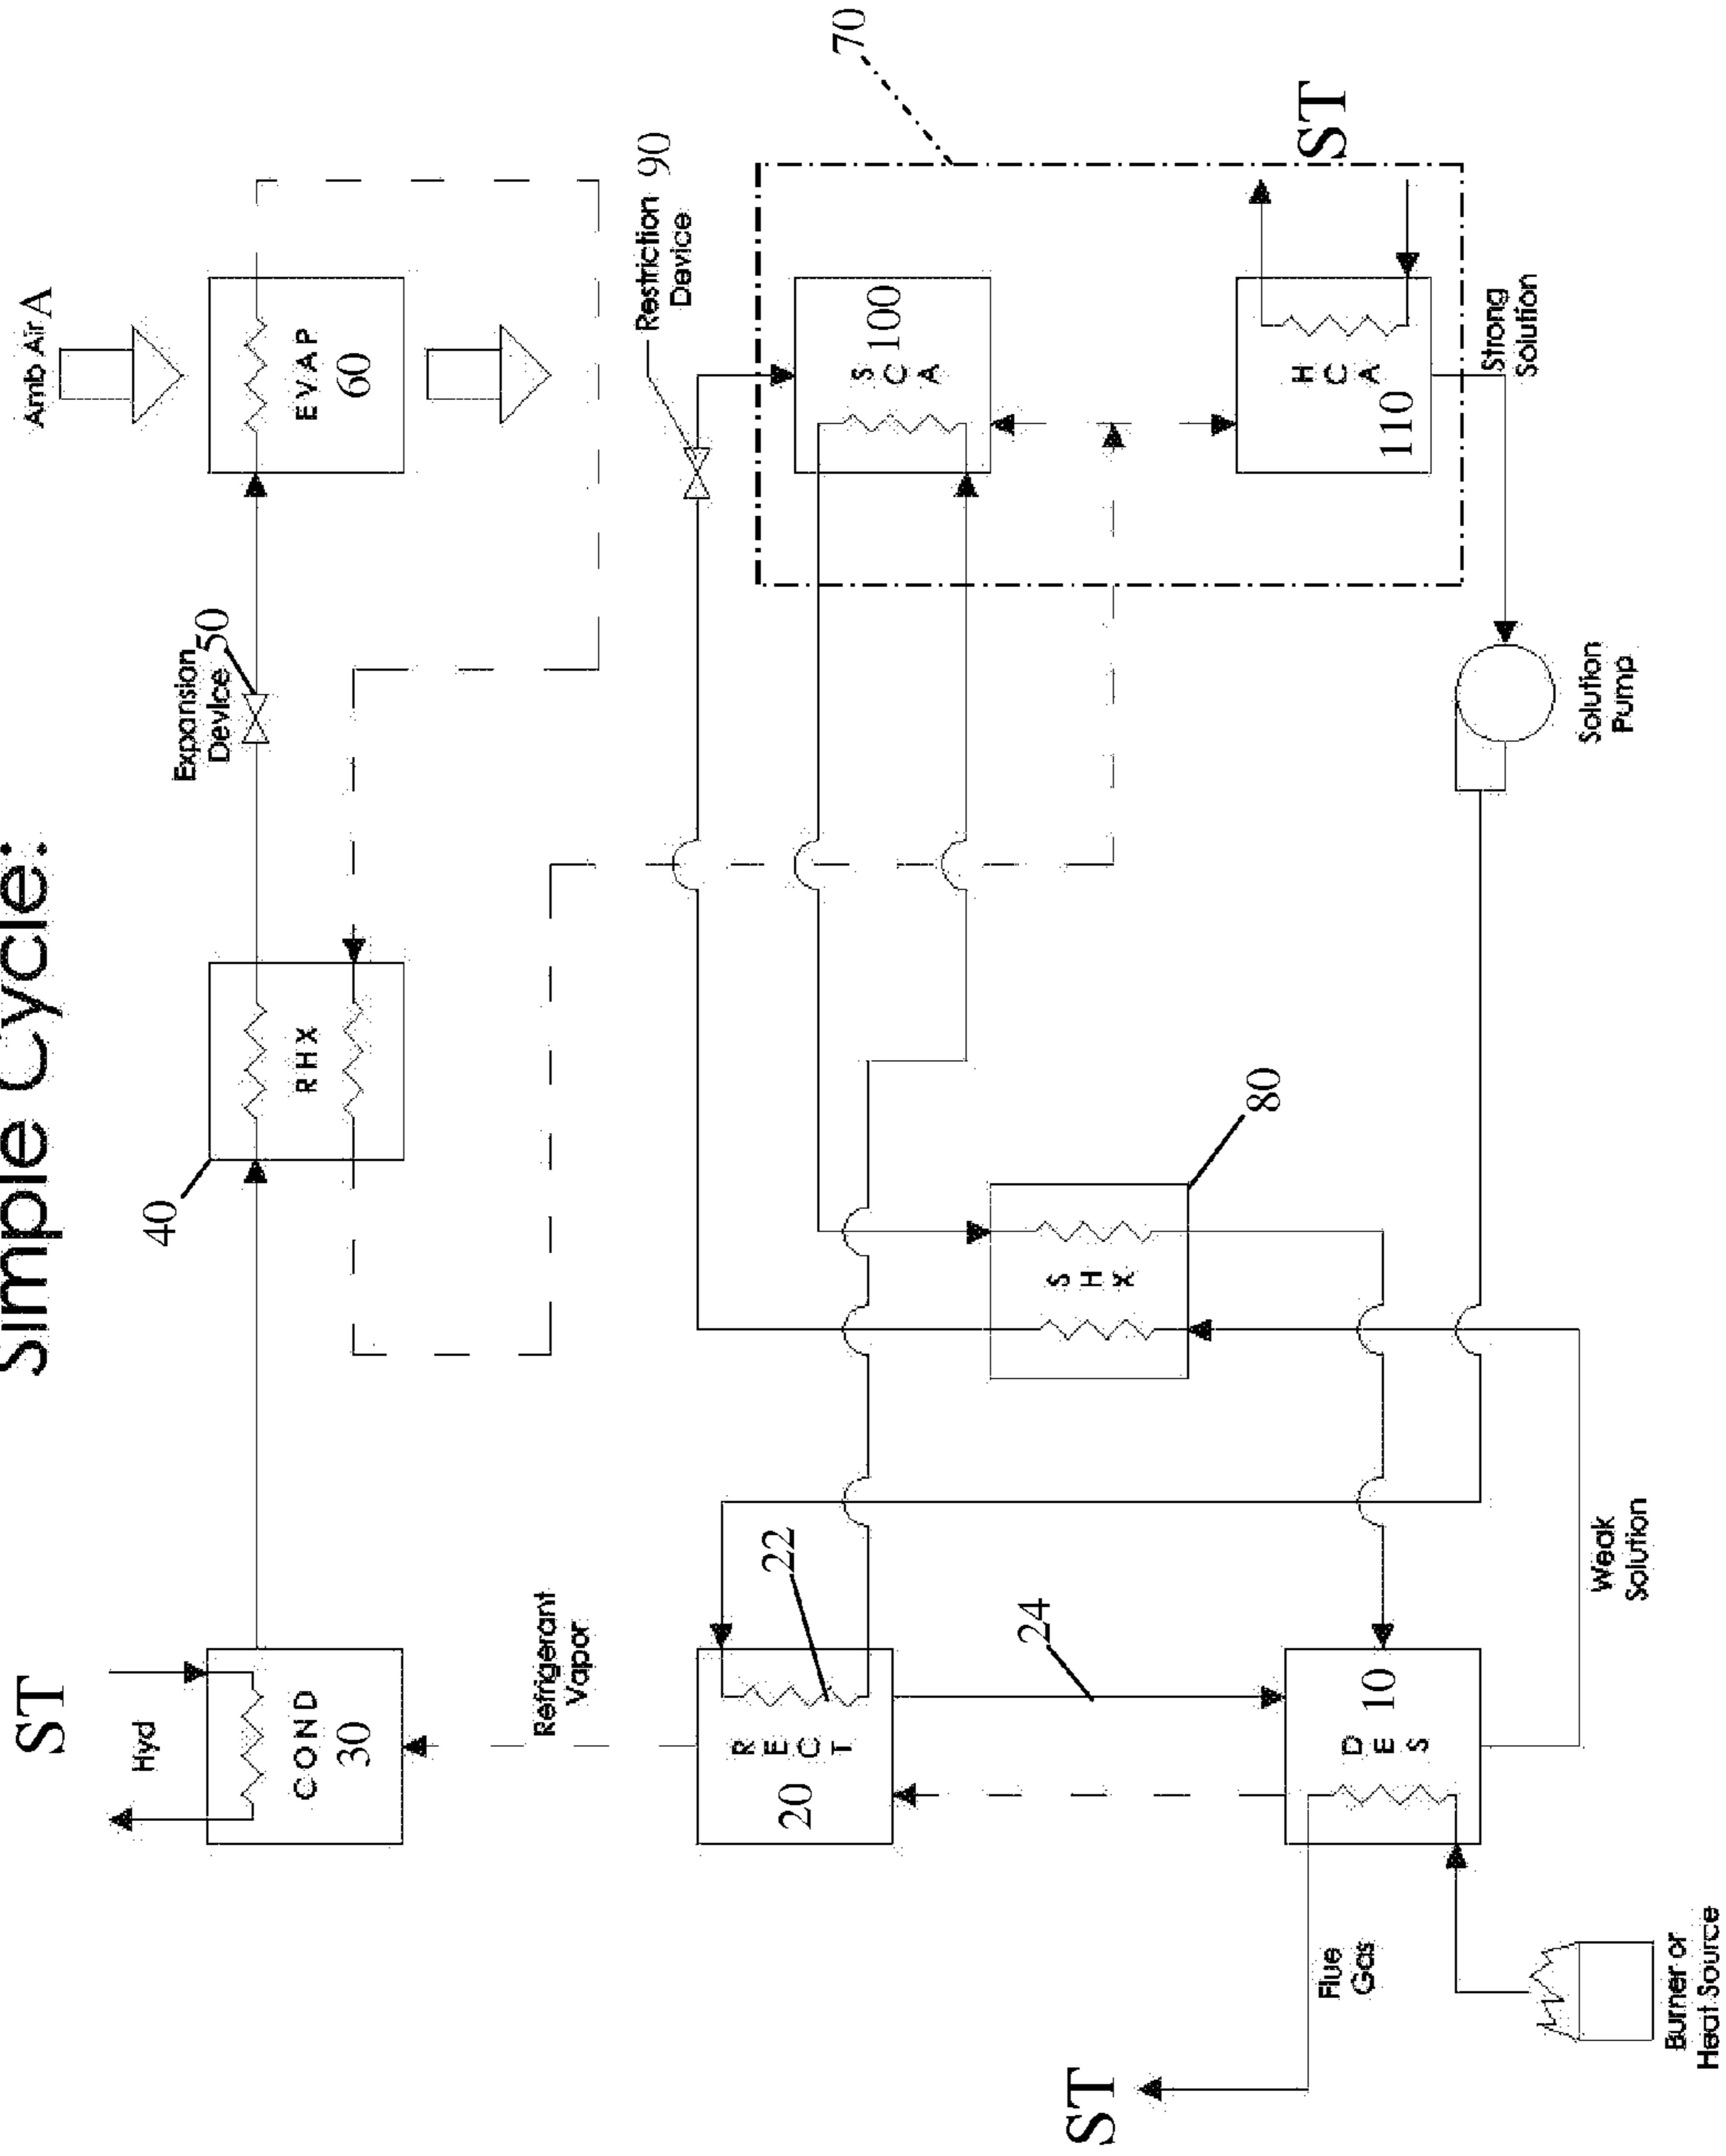 Simple Cycle:
ST
Hyd
COND
30
40
RHX
Expansion
Device 50
Amb Air A
EVAP
60
Refrigerant
Vapor
RECT
20
22
24
DES
10
Flue
Gas
ST
Burner or
Heat Source
Weak
Solution
SHX
80
Restriction 90
Device
SCA
100
70
HCA
110
ST
Strong
Solution
Solution
Pump